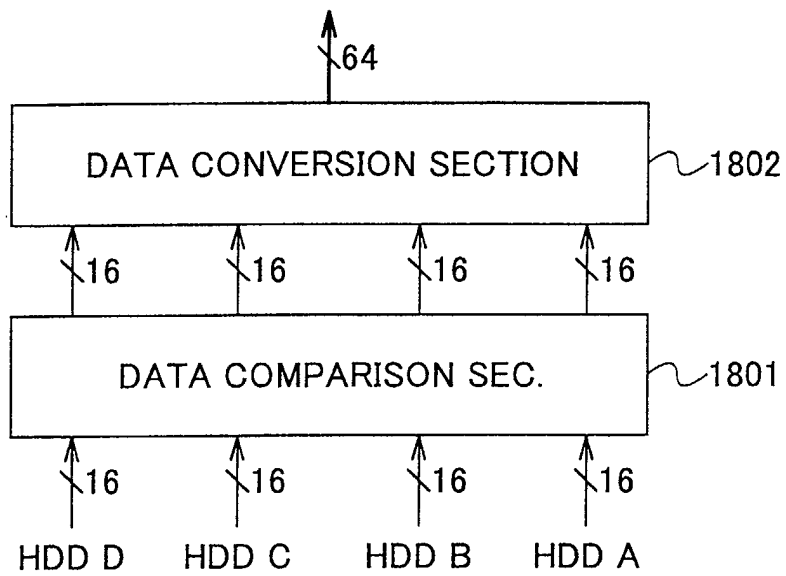 64
DATA CONVERSION SECTION
1802
16 16 16 16
DATA COMPARISON SEC.
1801
16 16 16 16
HDD D HDD C HDD B HDD A